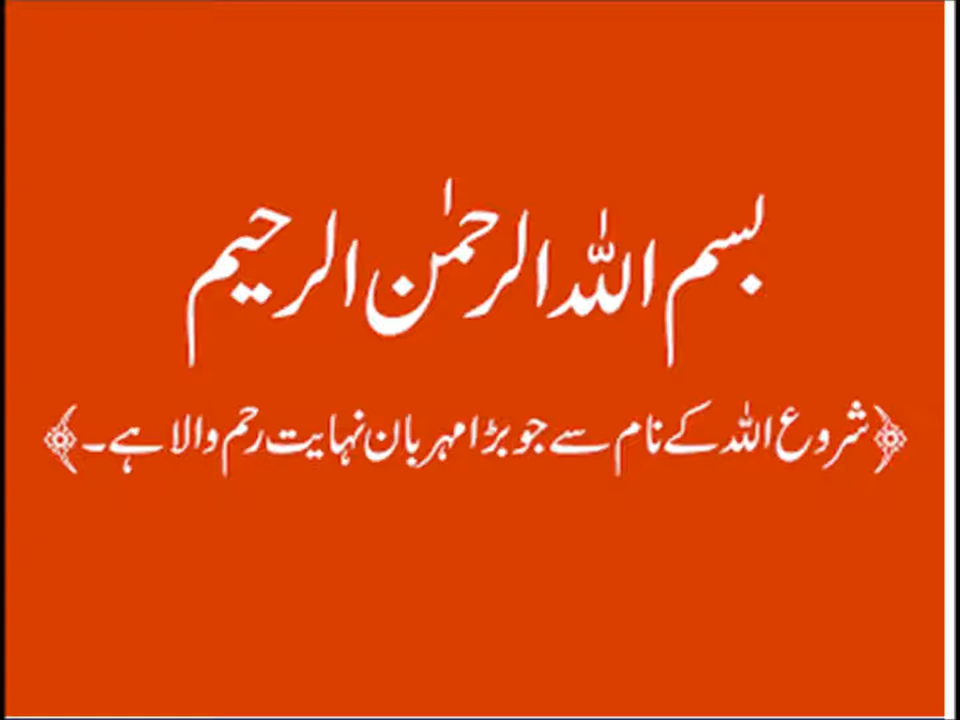 بسم اللہ الرحمٰن الرحیم
﴿شروع اللہ کے نام سے جو بڑا مہربان نہایت رحم والا ہے۔﴾